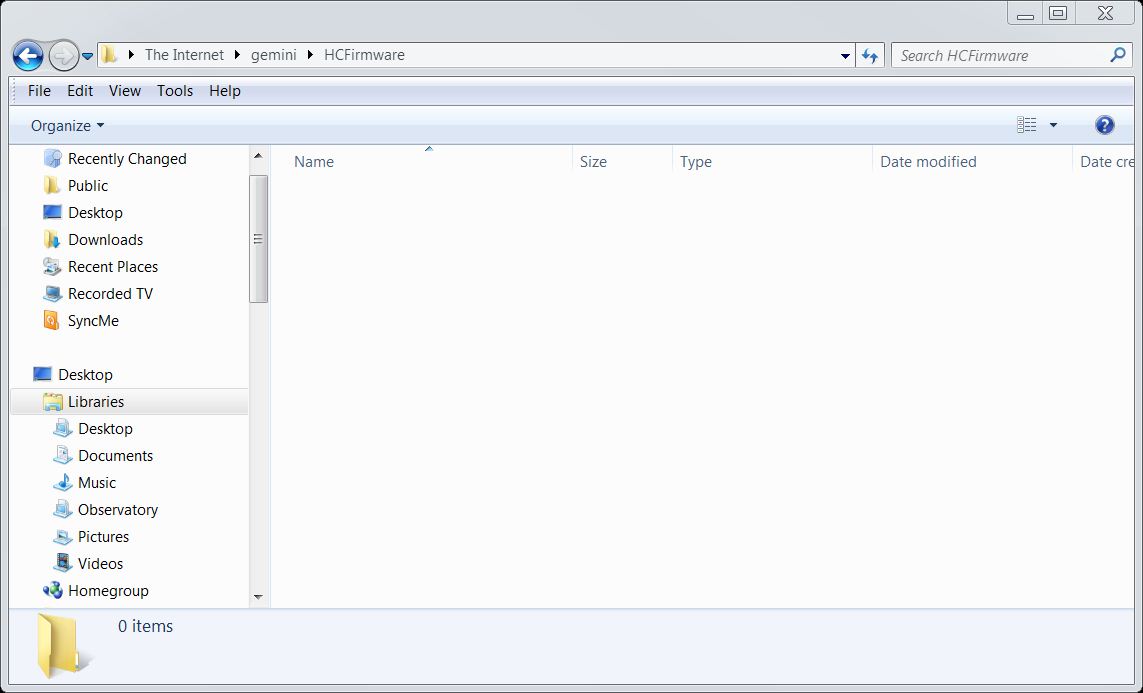 The Internet gemini HCFirmware Search HCFirmware
File Edit View Tools Help
Organize
Name Size Type Date modified Date cre
Recently Changed
Public
Desktop
Downloads
Recent Places
Recorded TV
SyncMe
Desktop
Libraries
Desktop
Documents
Music
Observatory
Pictures
Videos
Homegroup
0 items